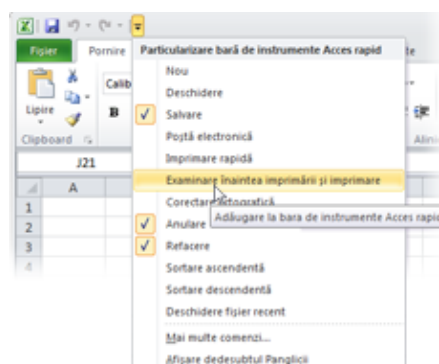 Fișier Pornire
Particularizare bară de instrumente Acces rapid
Nou
Deschidere
Salvare
Poștă electronică
Imprimare rapidă
Examinare înaintea imprimării și imprimare
Corectare ortografică
Adăugare la bara de instrumente Acces rapid
Anulare
Refacere
Sortare ascendentă
Sortare descendentă
Deschidere fișier recent
Mai multe comenzi...
Afișare dedesubtul Panglicii
Lipire
Calib
B
Clipboard
Alini
J21
A
1
2
3
4